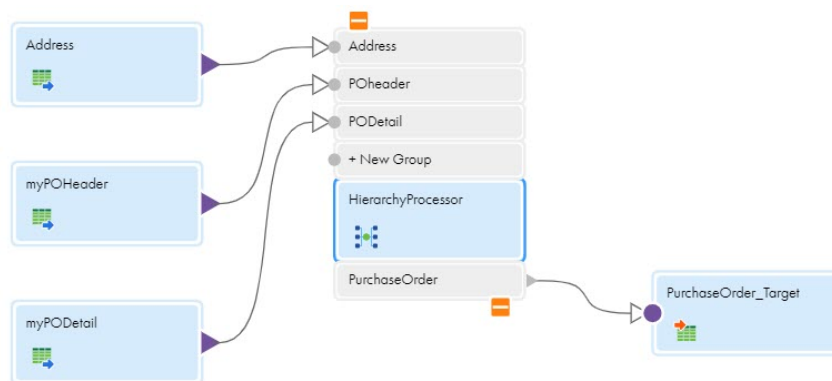 Address
myPOHeader
myPODetail
Address
POheader
PODetail
+ New Group
HierarchyProcessor
PurchaseOrder
PurchaseOrder_Target